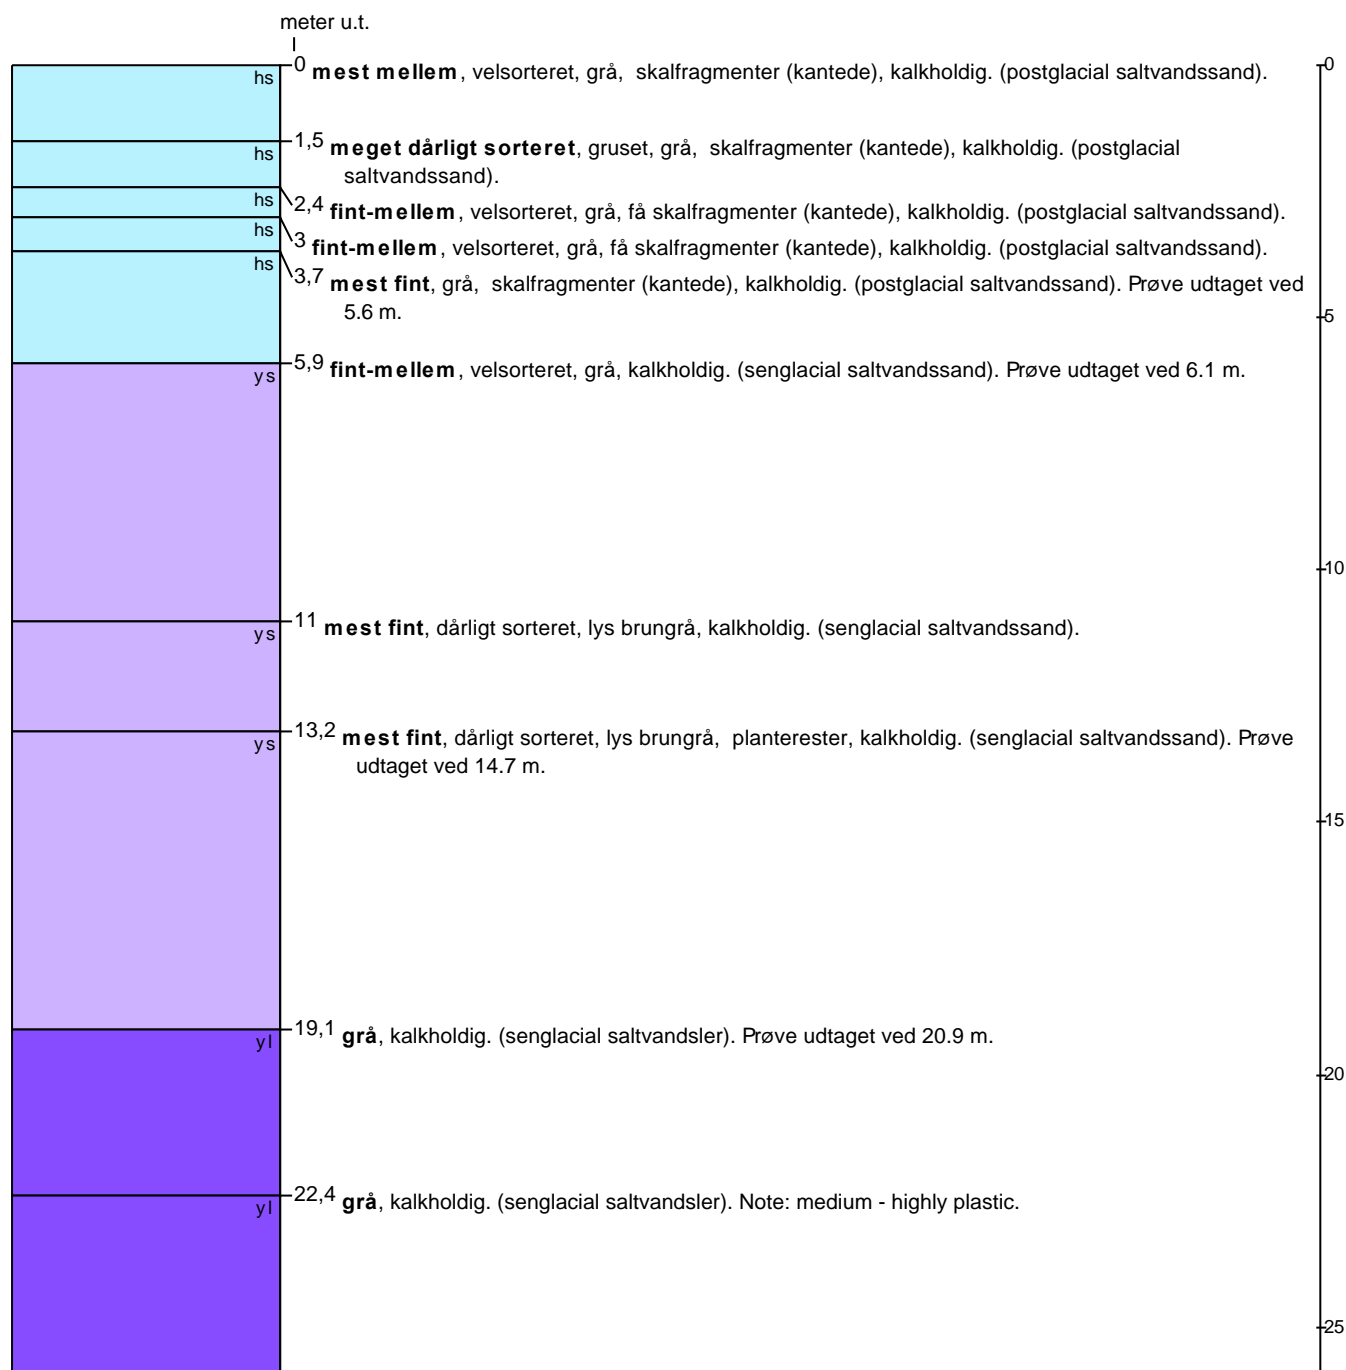 meter u.t.
0 mest mellem, velsorteret, grå, skalfragmenter (kantede), kalkholdig. (postglacial saltvandssand).
0
hs
1,5 meget dårligt sorteret, gruset, grå, skalfragmenter (kantede), kalkholdig. (postglacial
hs
saltvandssand).
hs
2,4 fint-mellem, velsorteret, grå, få skalfragmenter (kantede), kalkholdig. (postglacial saltvandssand).
hs
3 fint-mellem, velsorteret, grå, få skalfragmenter (kantede), kalkholdig. (postglacial saltvandssand).
hs
3,7 mest fint, grå, skalfragmenter (kantede), kalkholdig. (postglacial saltvandssand). Prøve udtaget ved
5.6 m.
5
5,9 fint-mellem, velsorteret, grå, kalkholdig. (senglacial saltvandssand). Prøve udtaget ved 6.1 m.
ys
10
11 mest fint, dårligt sorteret, lys brungrå, kalkholdig. (senglacial saltvandssand).
ys
13,2 mest fint, dårligt sorteret, lys brungrå, planterester, kalkholdig. (senglacial saltvandssand). Prøve
ys
udtaget ved 14.7 m.
15
19,1 grå, kalkholdig. (senglacial saltvandsler). Prøve udtaget ved 20.9 m.
yl
20
22,4 grå, kalkholdig. (senglacial saltvandsler). Note: medium - highly plastic.
yl
25